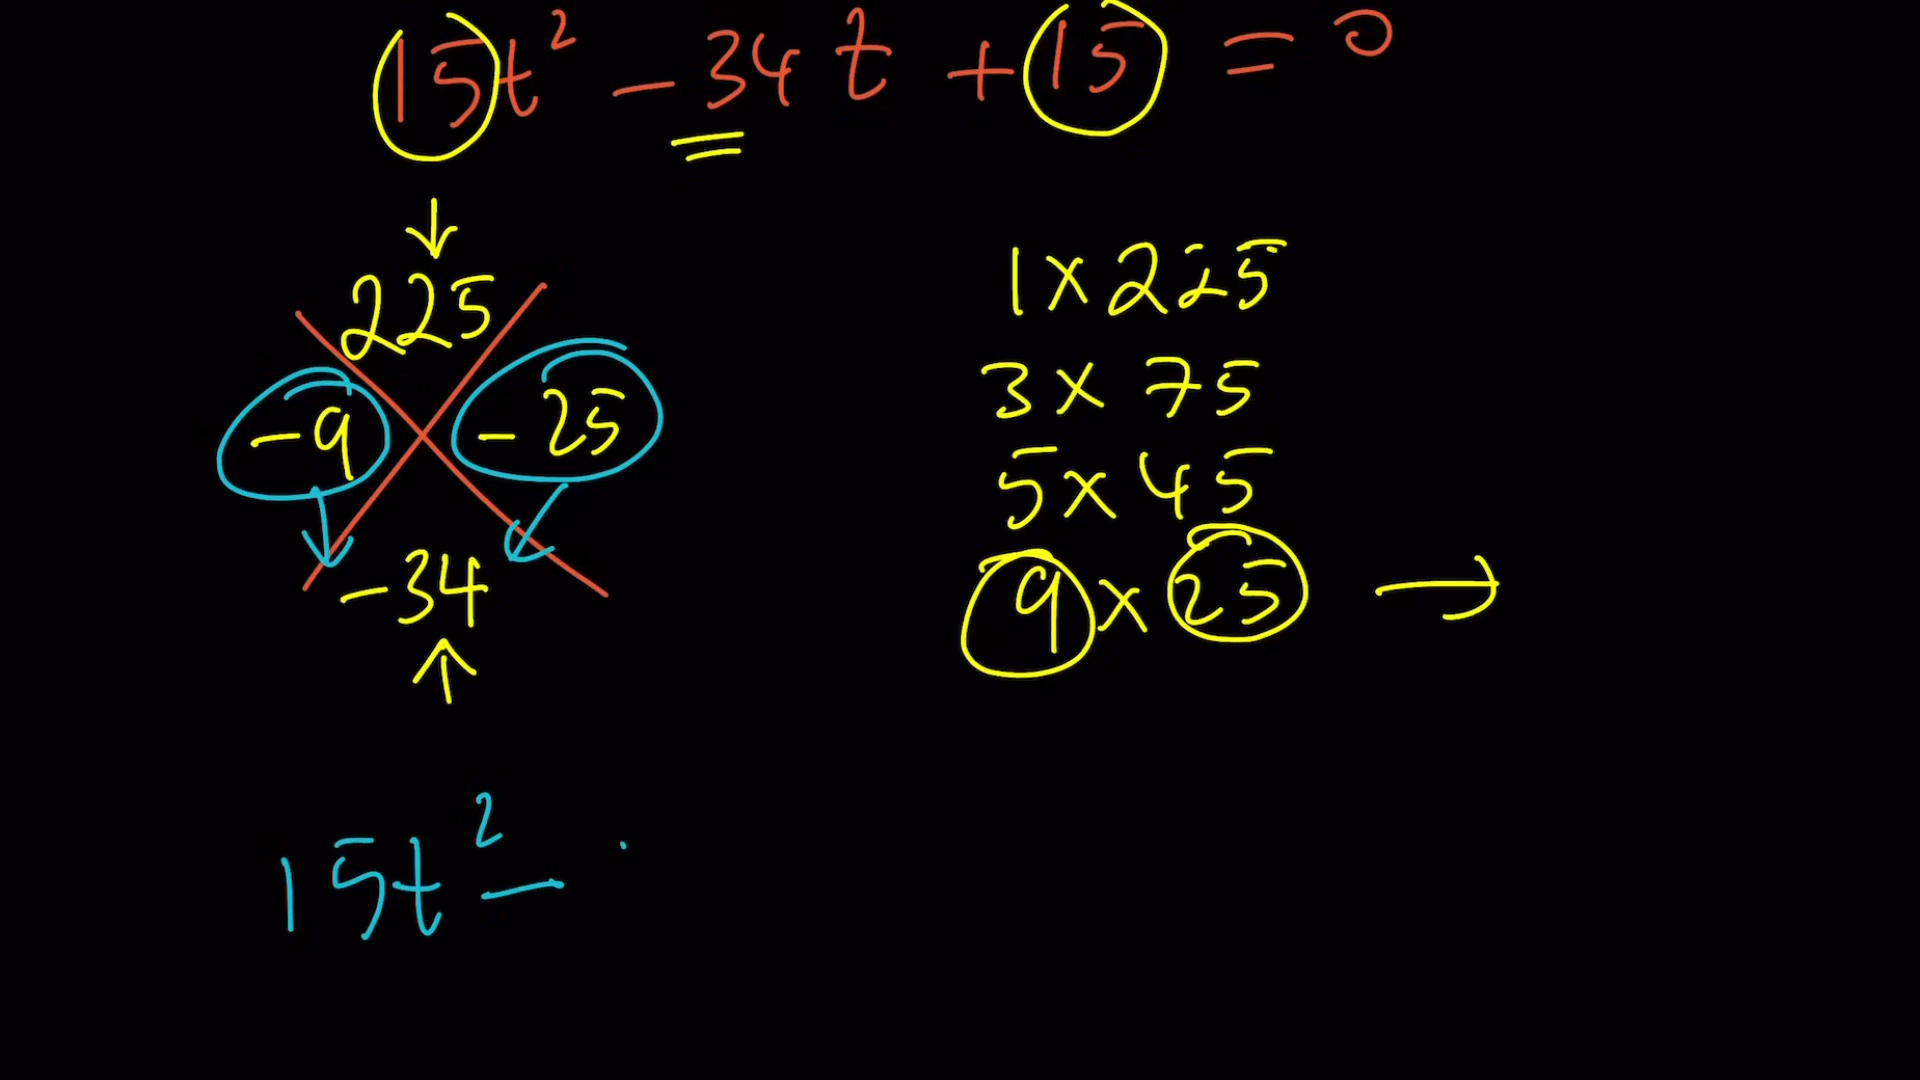 15t² - 34t + 15 = 0
225
-9 -25
-34
1 x 225
3 x 75
5 x 45
9 x 25 →
15t² -